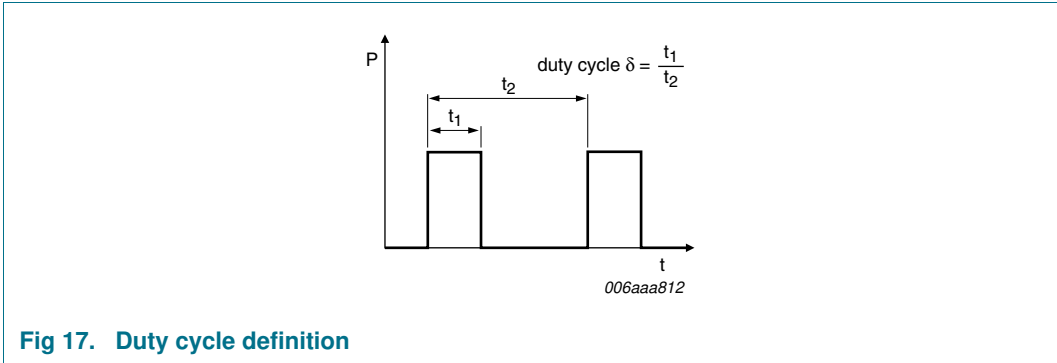 P
duty cycle δ = t1
t2
t2
t1
t
006aaa812
Fig 17. Duty cycle definition